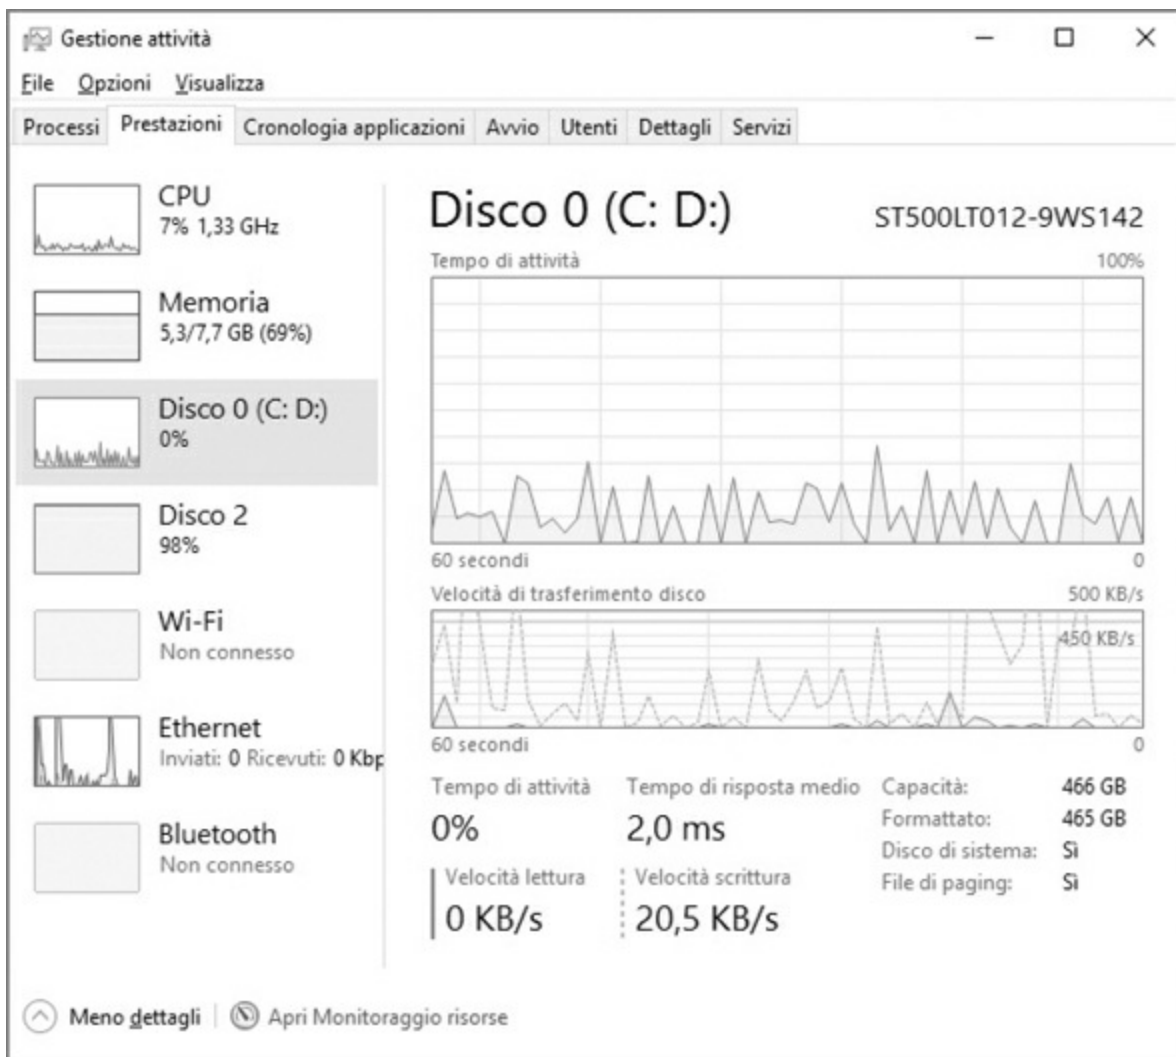 Gestione attività
File Opzioni Visualizza
Processi Prestazioni Cronologia applicazioni Avvio Utenti Dettagli Servizi
CPU
7% 1,33 GHz
Memoria
5,3/7,7 GB (69%)
Disco 0 (C: D:)
0%
Disco 2
98%
Wi-Fi
Non connesso
Ethernet
Inviati: 0 Ricevuti: 0 Kbp
Bluetooth
Non connesso
Disco 0 (C: D:) ST500LT012-9WS142
Tempo di attività 100%
60 secondi 0
Velocità di trasferimento disco 500 KB/s
450 KB/s
60 secondi 0
Tempo di attività
0%
Tempo di risposta medio
2,0 ms
Velocità lettura
0 KB/s
Velocità scrittura
20,5 KB/s
Capacità: 466 GB
Formattato: 465 GB
Disco di sistema: Sì
File di paging: Sì
Meno dettagli Apri Monitoraggio risorse